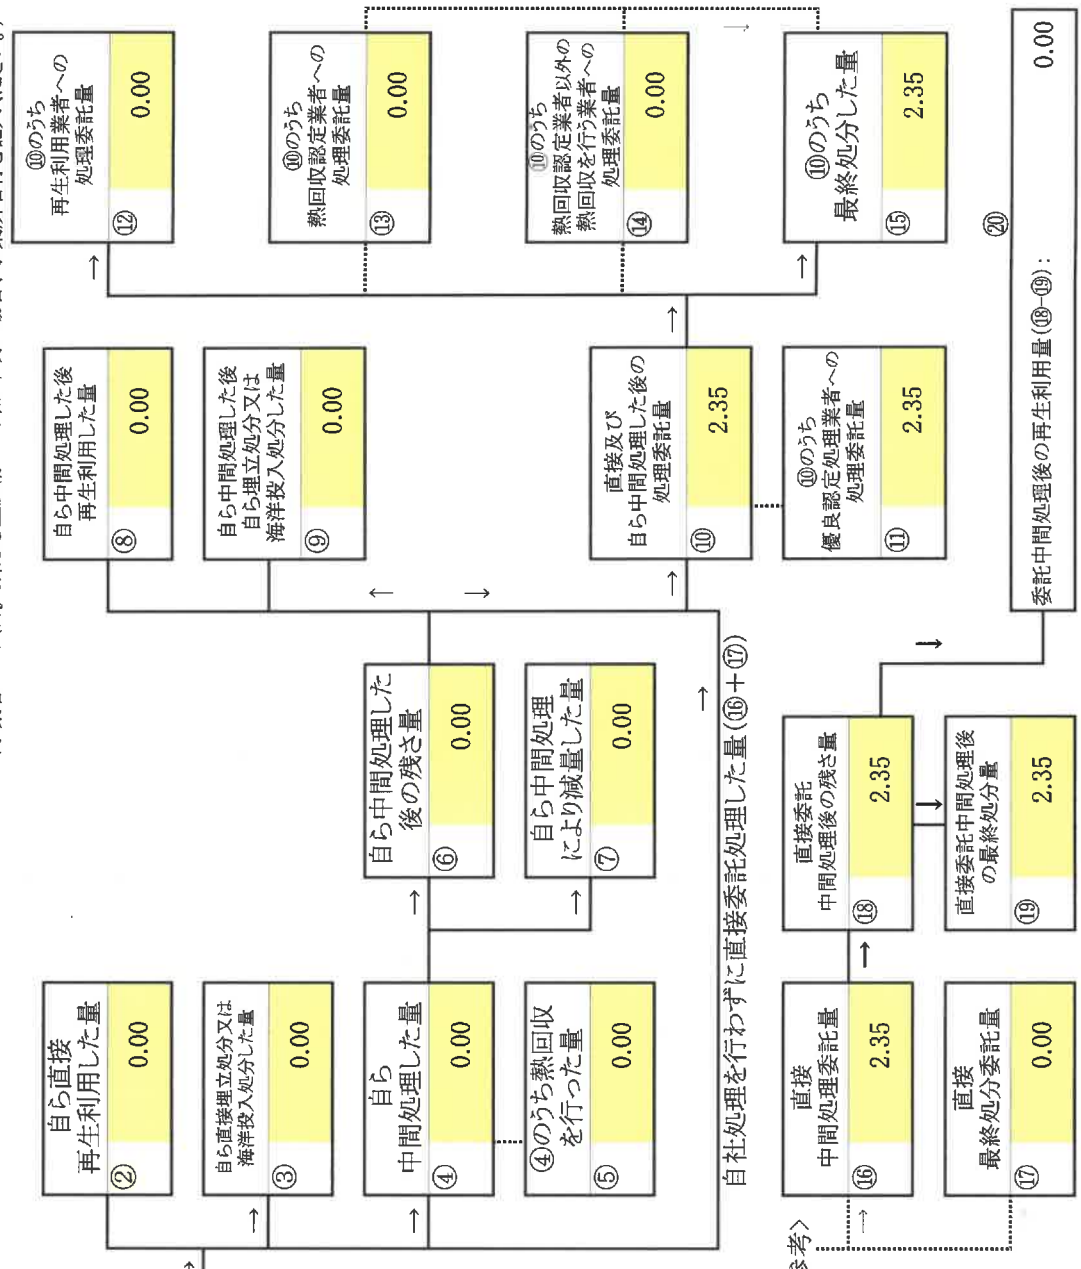 自ら直接
再生利用した量
② 0.00
自ら直接埋立処分又は
海洋投入処分した量
③ 0.00
自ら
中間処理した量
④ 0.00
④のうち熱回収
を行った量
⑤ 0.00
自ら中間処理した
後の残さ量
⑥ 0.00
自ら中間処理
により減量した量
⑦ 0.00
自ら中間処理した後
再生利用した量
⑧ 0.00
自ら中間処理した後
自ら埋立処分又は
海洋投入処分した量
⑨ 0.00
直接及び
自ら中間処理した後の
処理委託量
⑩ 2.35
⑩のうち
優良認定処理業者への
処理委託量
⑪ 2.35
⑩のうち
再生利用業者への
処理委託量
⑫ 0.00
⑩のうち
熱回収認定業者への
処理委託量
⑬ 0.00
⑩のうち
熱回収認定業者以外の
熱回収を行う業者への
処理委託量
⑭ 0.00
⑩のうち
最終処分した量
⑮ 2.35
自社処理を行わずに直接委託処理した量(⑯+⑰)
参考>
直接
中間処理委託量
⑯ 2.35
直接
最終処分委託量
⑰ 0.00
直接委託
中間処理後の残さ量
⑱ 2.35
直接委託中間処理後
の最終処分量
⑲ 2.35
⑳
委託中間処理後の再生利用量(⑱-⑲): 0.00